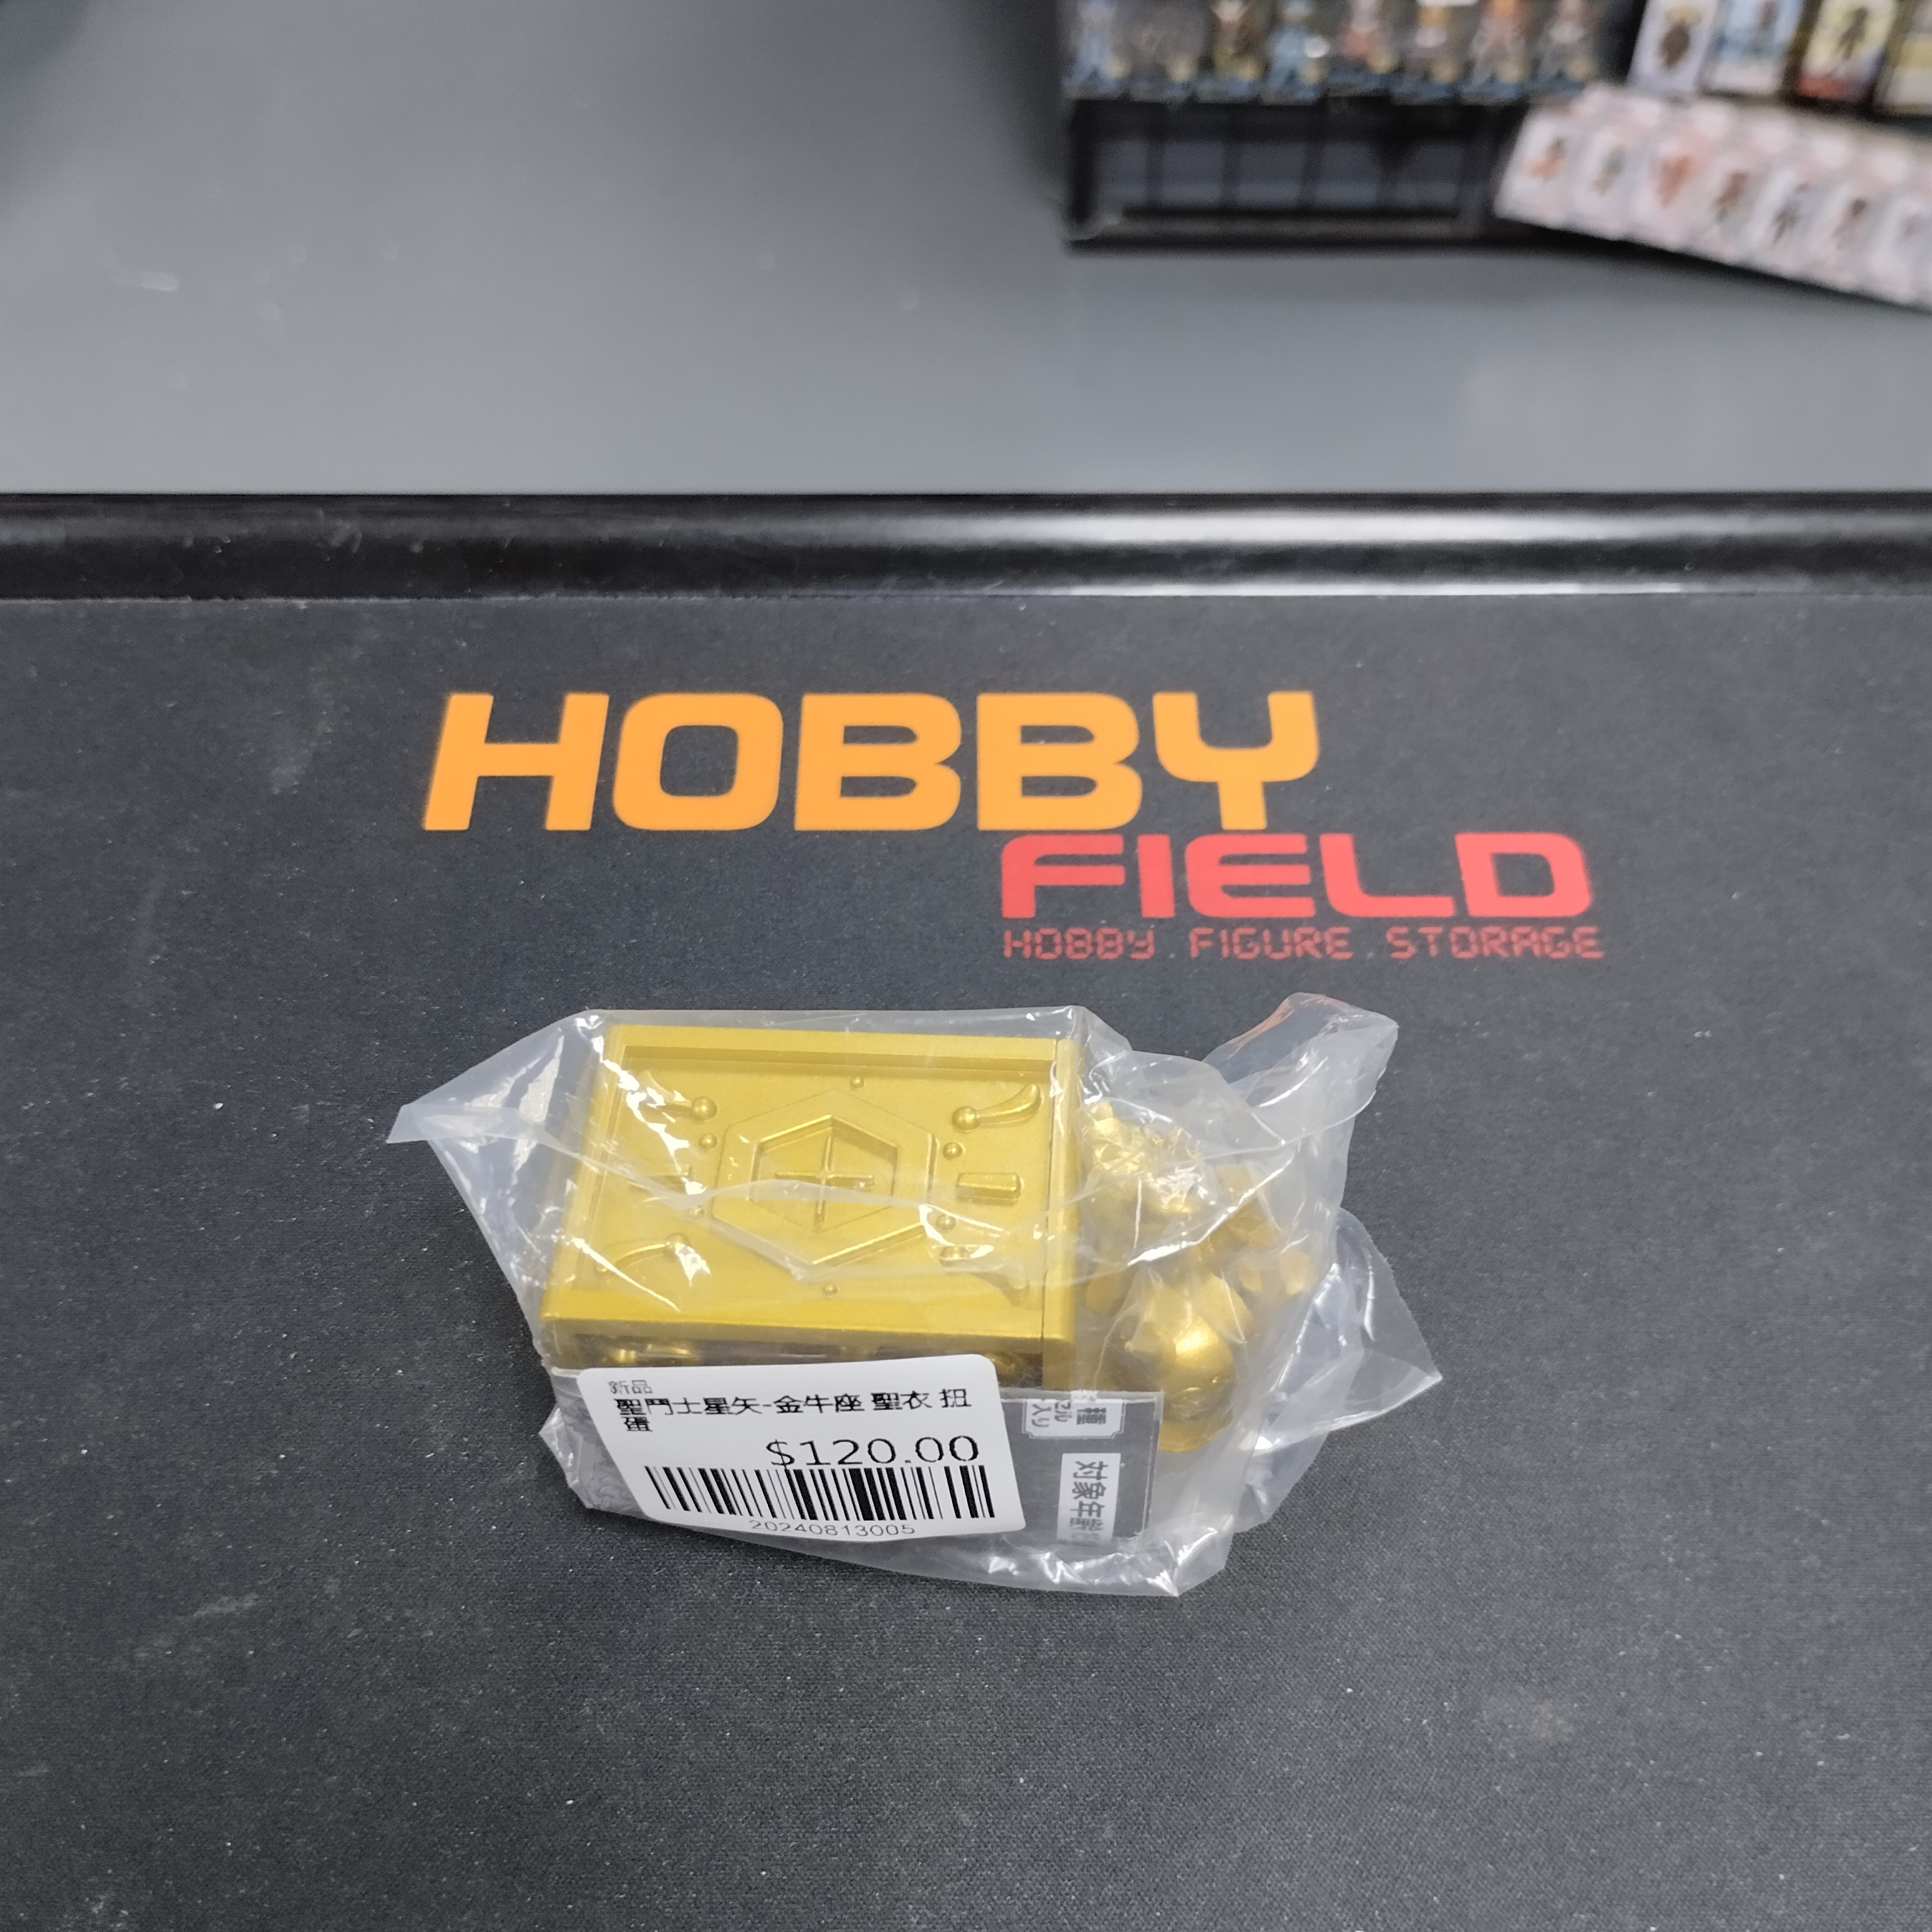 HOBBY
FIELD
HOBBY.FIGURE.STORAGE
新品
聖鬥士星矢-金牛座 聖衣 扭
蛋
$120.00
20240813005
対象年齢